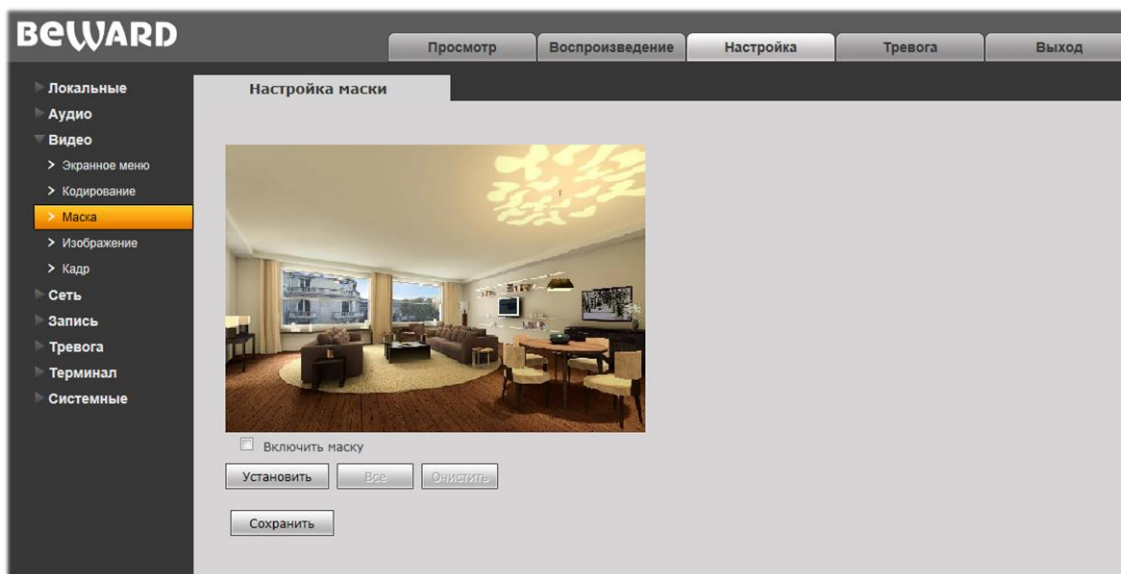 BEWARD
Просмотр Воспроизведение Настройка Тревога Выход
Локальные
Аудио
Видео
> Экранное меню
> Кодирование
> Маска
> Изображение
> Кадр
Сеть
Запись
Тревога
Терминал
Системные
Настройка маски
Включить маску
Установить Все Очистить
Сохранить